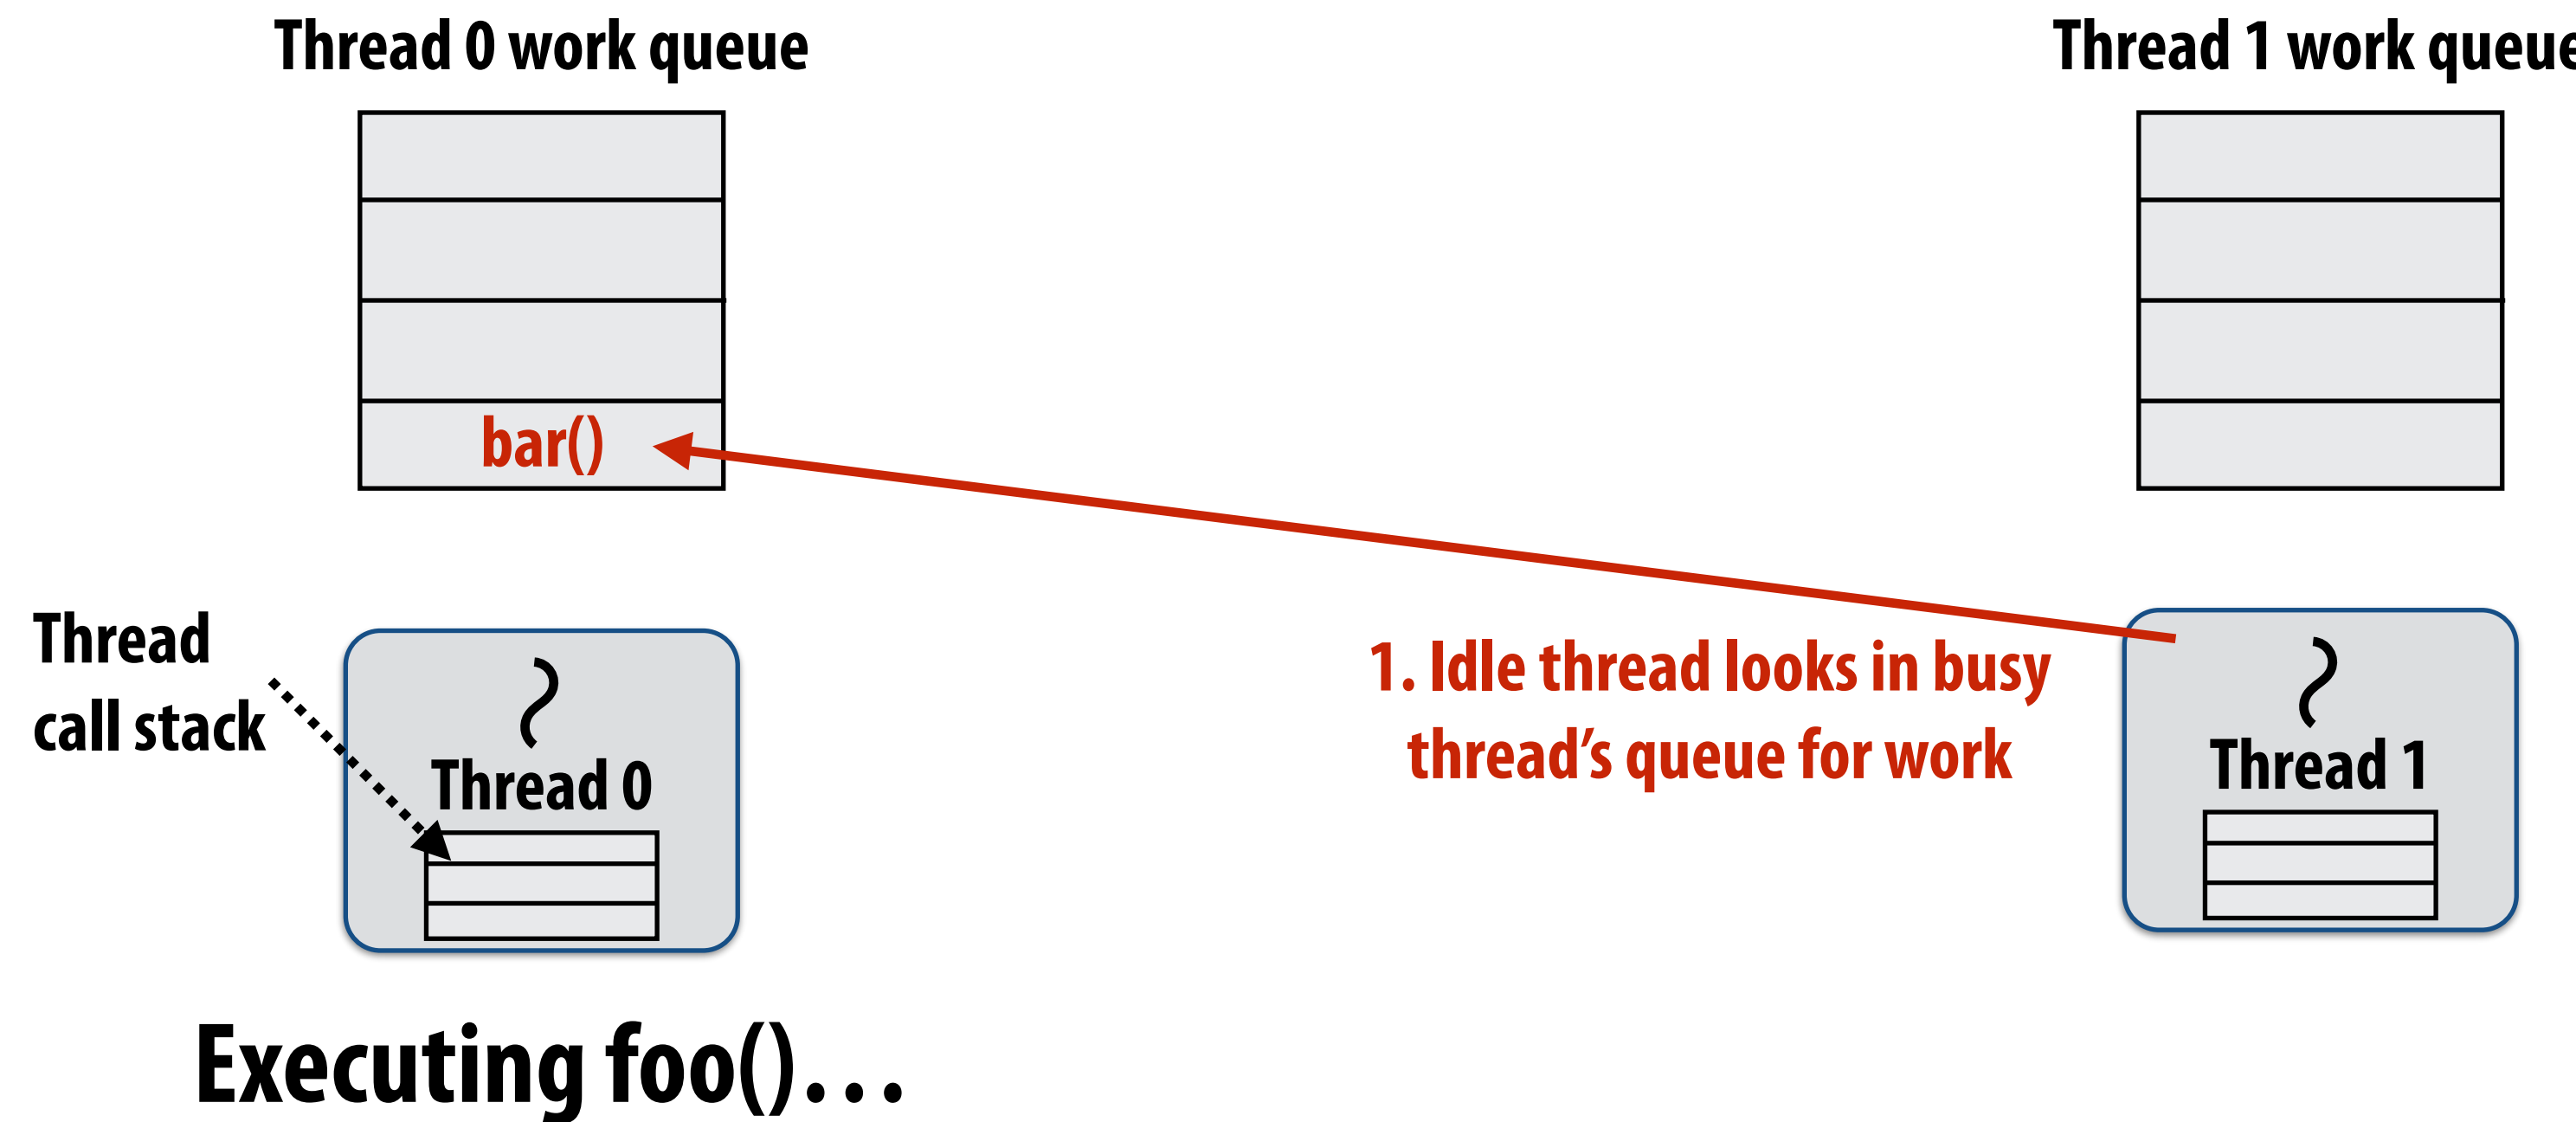 Thread 0 work queue
Thread 1 work queue
bar()
Thread
call stack
1. Idle thread looks in busy
thread’s queue for work
Thread 0
Thread 1
Executing foo()…